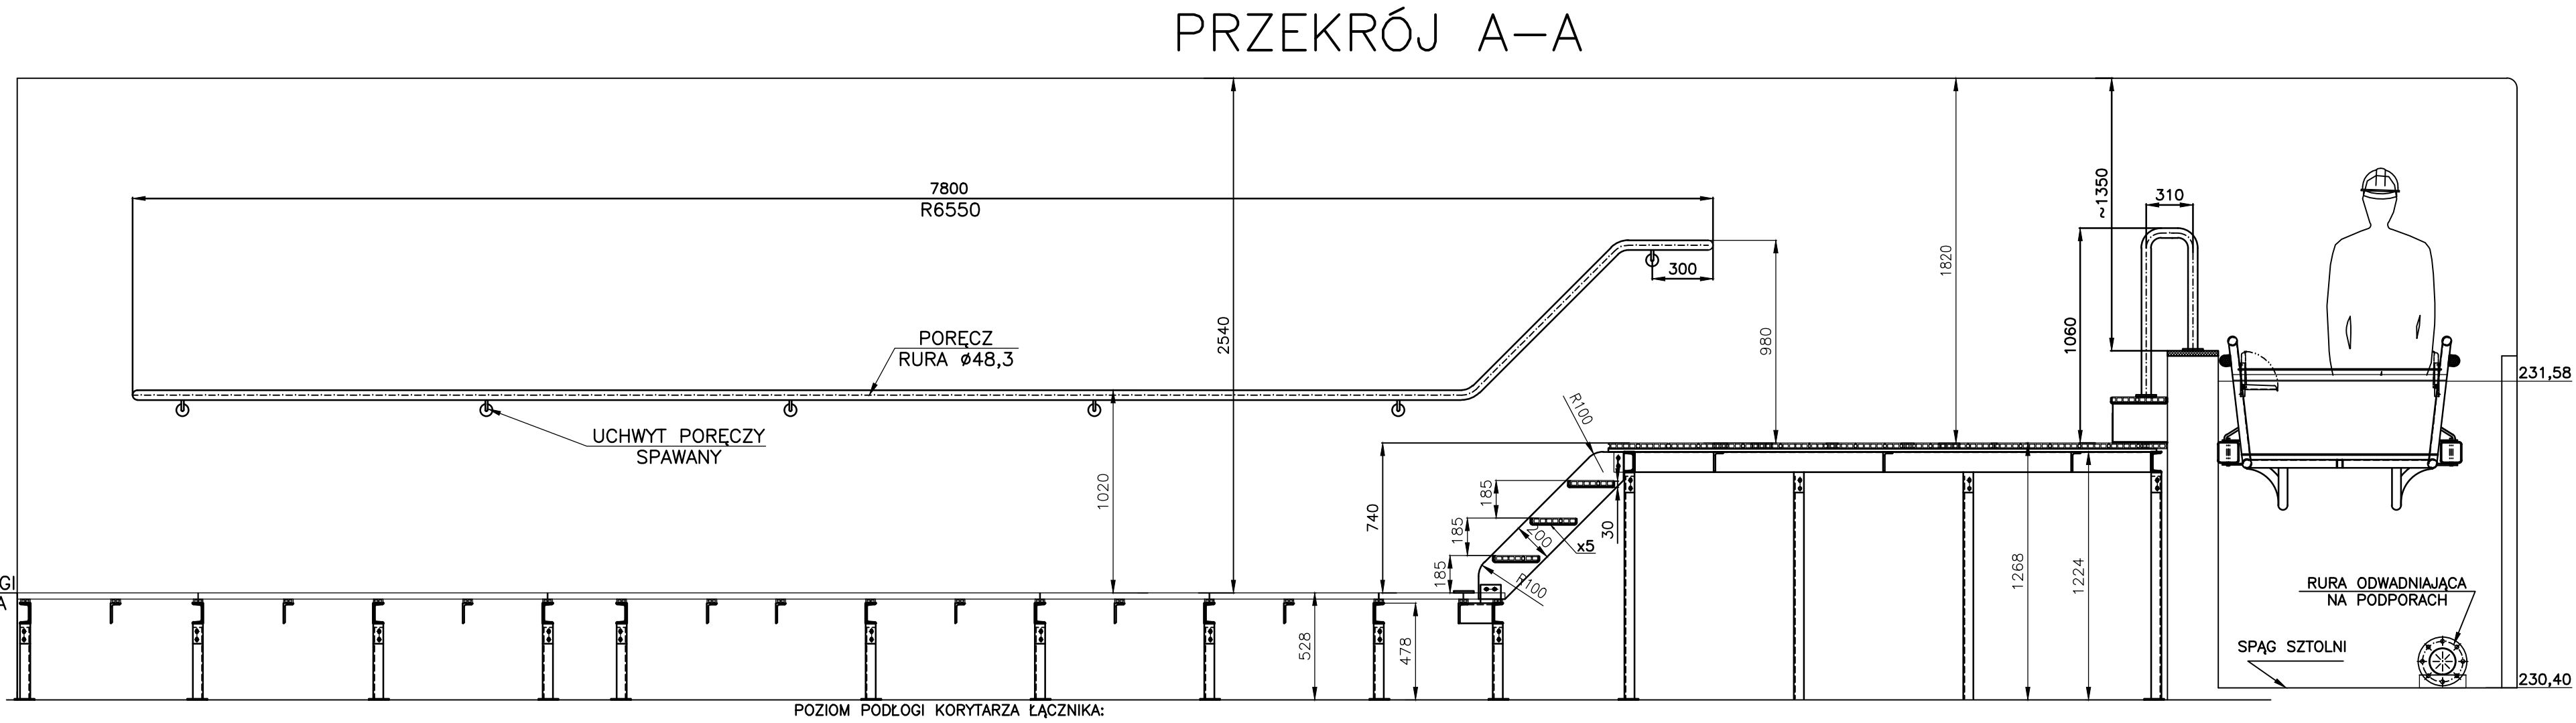 PRZEKRÓJ A–A
7800
R6550
PORĘCZ
RURA ø48,3
UCHWYT PORĘCZY
SPAWANY
2540
1020
300
980
1820
~1350
310
1060
231,58
R100
740
185
185
185
200
x5
30
R100
1268
1224
GI
A
528
478
RURA ODWADNIAJĄCA
NA PODPORACH
SPĄG SZTOLNI
230,40
POZIOM PODŁOGI KORYTARZA ŁĄCZNIKA: